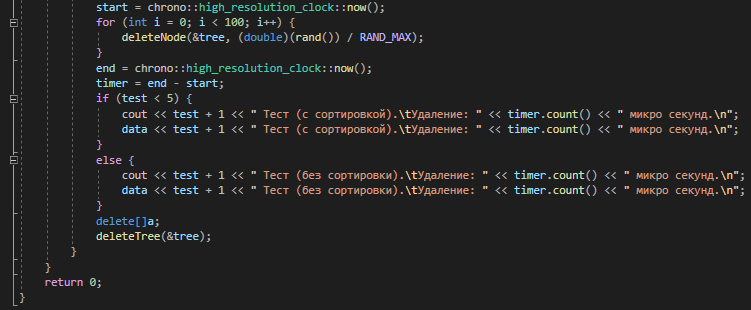 start = chrono::high_resolution_clock::now();
for (int i = 0; i < 100; i++) {
deleteNode(&tree, (double)(rand()) / RAND_MAX);
}
end = chrono::high_resolution_clock::now();
timer = end - start;
if (test < 5) {
cout << test + 1 << " Тест (с сортировкой).\tУдаление: " << timer.count() << " микро секунд.\n";
data << test + 1 << " Тест (с сортировкой).\tУдаление: " << timer.count() << " микро секунд.\n";
}
else {
cout << test + 1 << " Тест (без сортировки).\tУдаление: " << timer.count() << " микро секунд.\n";
data << test + 1 << " Тест (без сортировки).\tУдаление: " << timer.count() << " микро секунд.\n";
}
delete[]a;
deleteTree(&tree);
}
}
return 0;
}